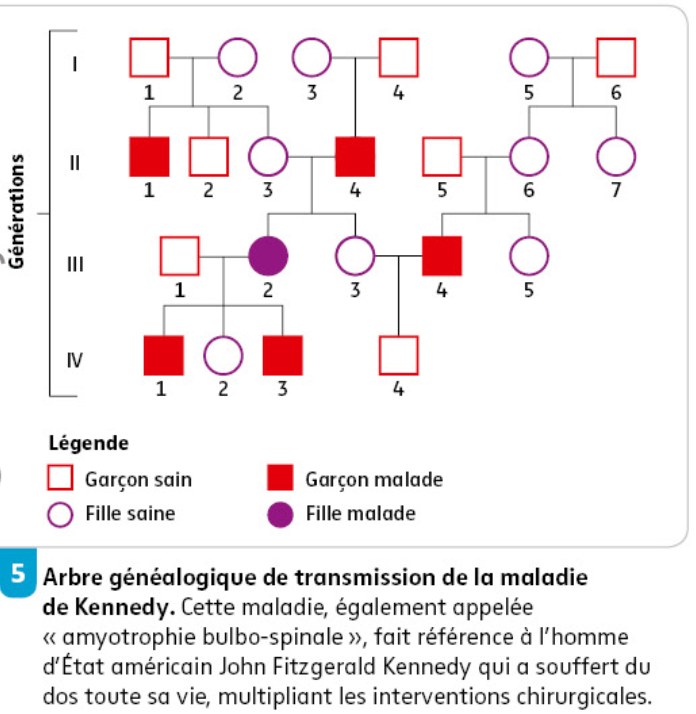 I
1 2 3 4 5 6
II
1 2 3 4 5 6 7
Générations
III
1 2 3 4 5
IV
1 2 3 4
Légende
Garçon sain Garçon malade
Fille saine Fille malade
5 Arbre généalogique de transmission de la maladie
de Kennedy. Cette maladie, également appelée
« amyotrophie bulbo-spinale », fait référence à l'homme
d'État américain John Fitzgerald Kennedy qui a souffert du
dos toute sa vie, multipliant les interventions chirurgicales.